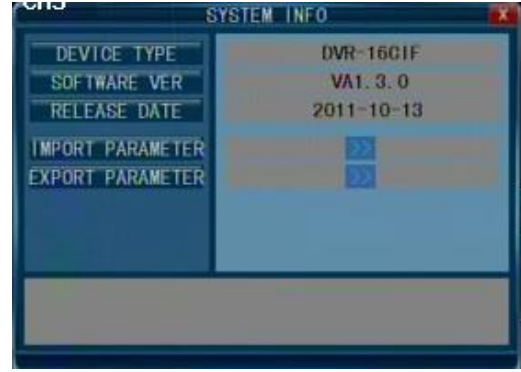 CH5
SYSTEM INFO X
DEVICE TYPE DVR-16CIF
SOFTWARE VER VA1.3.0
RELEASE DATE 2011-10-13
IMPORT PARAMETER >>
EXPORT PARAMETER >>